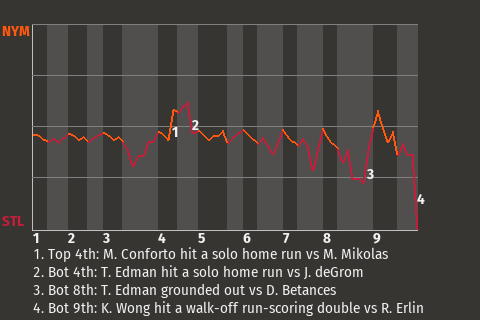 NYM
1
2
3
4
STL
1 2 3 4 5 6 7 8 9
1. Top 4th: M. Conforto hit a solo home run vs M. Mikolas
2. Bot 4th: T. Edman hit a solo home run vs J. deGrom
3. Bot 8th: T. Edman grounded out vs D. Betances
4. Bot 9th: K. Wong hit a walk-off run-scoring double vs R. Erlin